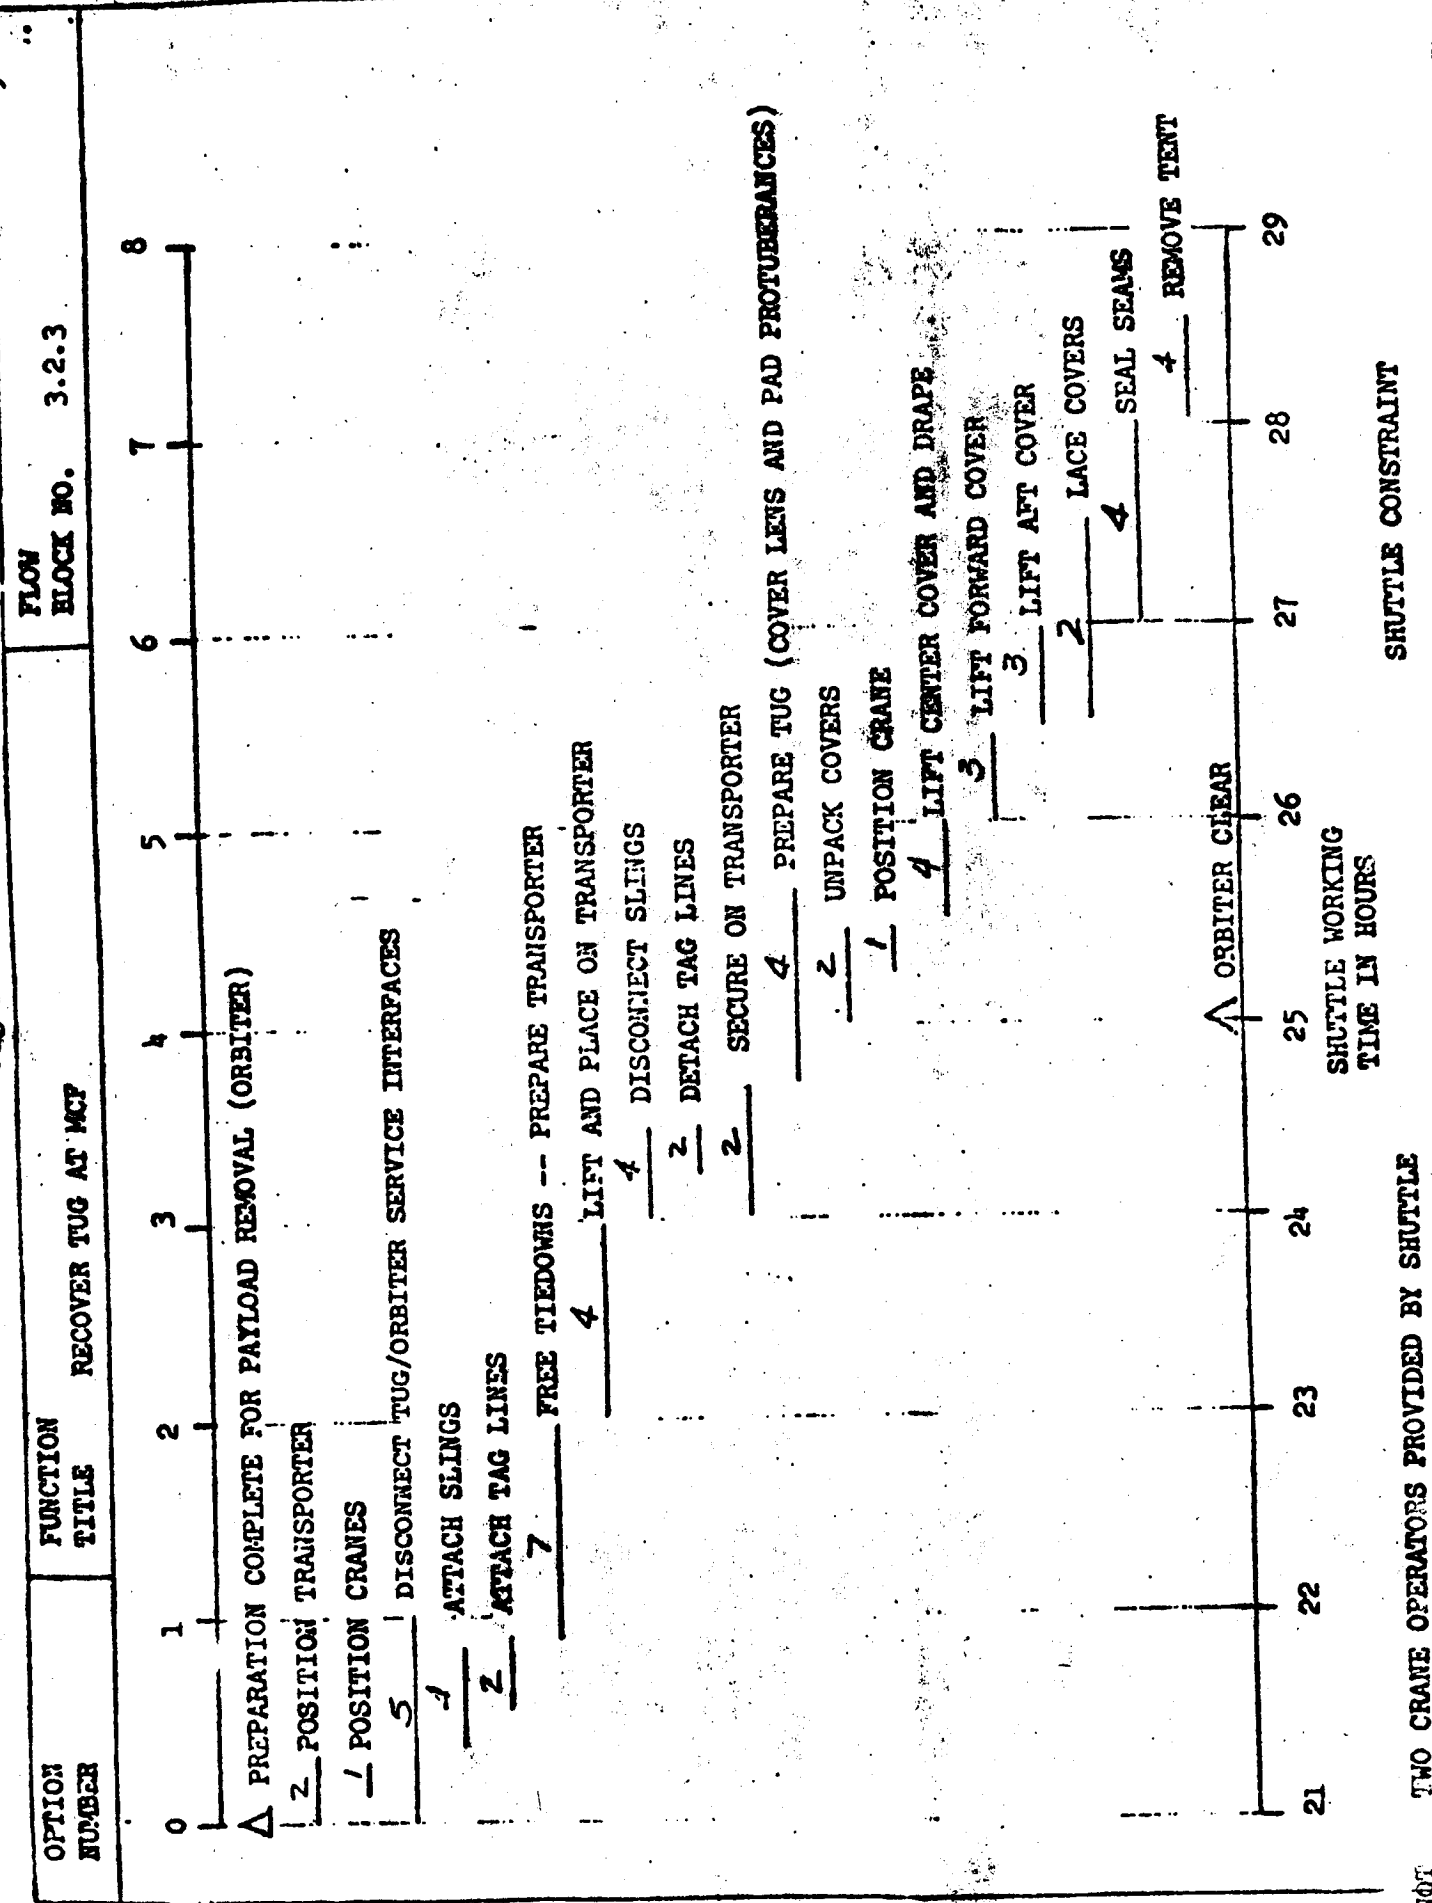 OPTION
NUMBER
FUNCTION
TITLE RECOVER TUG AT MCF
FLOW
BLOCK NO. 3.2.3
0 1 2 3 4 5 6 7 8
△ PREPARATION COMPLETE FOR PAYLOAD REMOVAL (ORBITER)
2 POSITION TRANSPORTER
1 POSITION CRANES
5 DISCONNECT TUG/ORBITER SERVICE INTERFACES
ATTACH SLINGS
2 ATTACH TAG LINES
7 FREE TIEDOWNS -- PREPARE TRANSPORTER
4 LIFT AND PLACE ON TRANSPORTER
4 DISCONNECT SLINGS
2 DETACH TAG LINES
2 SECURE ON TRANSPORTER
4 PREPARE TUG (COVER LENS AND PAD PROTUBERANCES)
2 UNPACK COVERS
1 POSITION CRANE
4 LIFT CENTER COVER AND DRAPE
3 LIFT FORWARD COVER
3 LIFT AFT COVER
2 LACE COVERS
4 SEAL SEAMS
4 REMOVE TENT
△ ORBITER CLEAR
21 22 23 24 25 26 27 28 29
SHUTTLE WORKING
TIME IN HOURS
SHUTTLE CONSTRAINT
TWO CRANE OPERATORS PROVIDED BY SHUTTLE